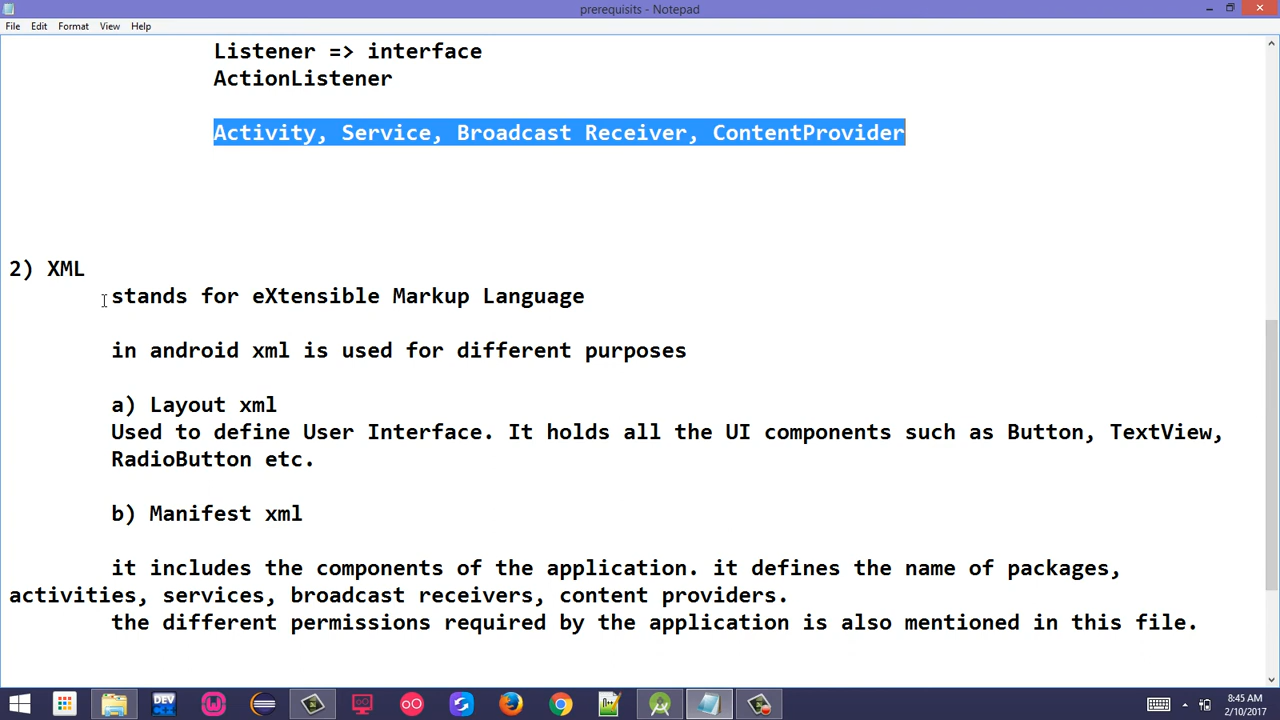 prerequisits - Notepad
File Edit Format View Help
Listener => interface
ActionListener
Activity, Service, Broadcast Receiver, ContentProvider
2) XML
stands for eXtensible Markup Language
in android xml is used for different purposes
a) Layout xml
Used to define User Interface. It holds all the UI components such as Button, TextView,
RadioButton etc.
b) Manifest xml
it includes the components of the application. it defines the name of packages,
activities, services, broadcast receivers, content providers.
the different permissions required by the application is also mentioned in this file.
DEV
8:45 AM
2/10/2017